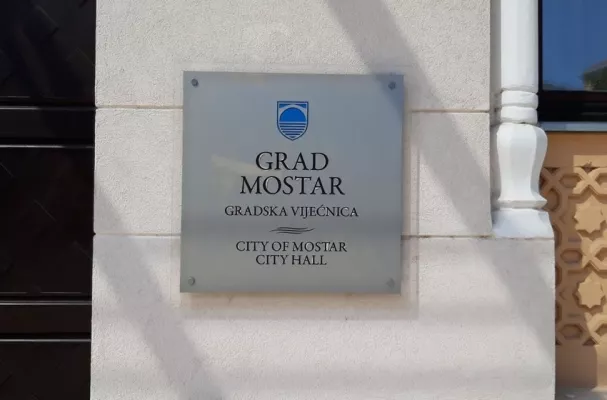 GRAD
MOSTAR
GRADSKA VIJEĆNICA
CITY OF MOSTAR
CITY HALL